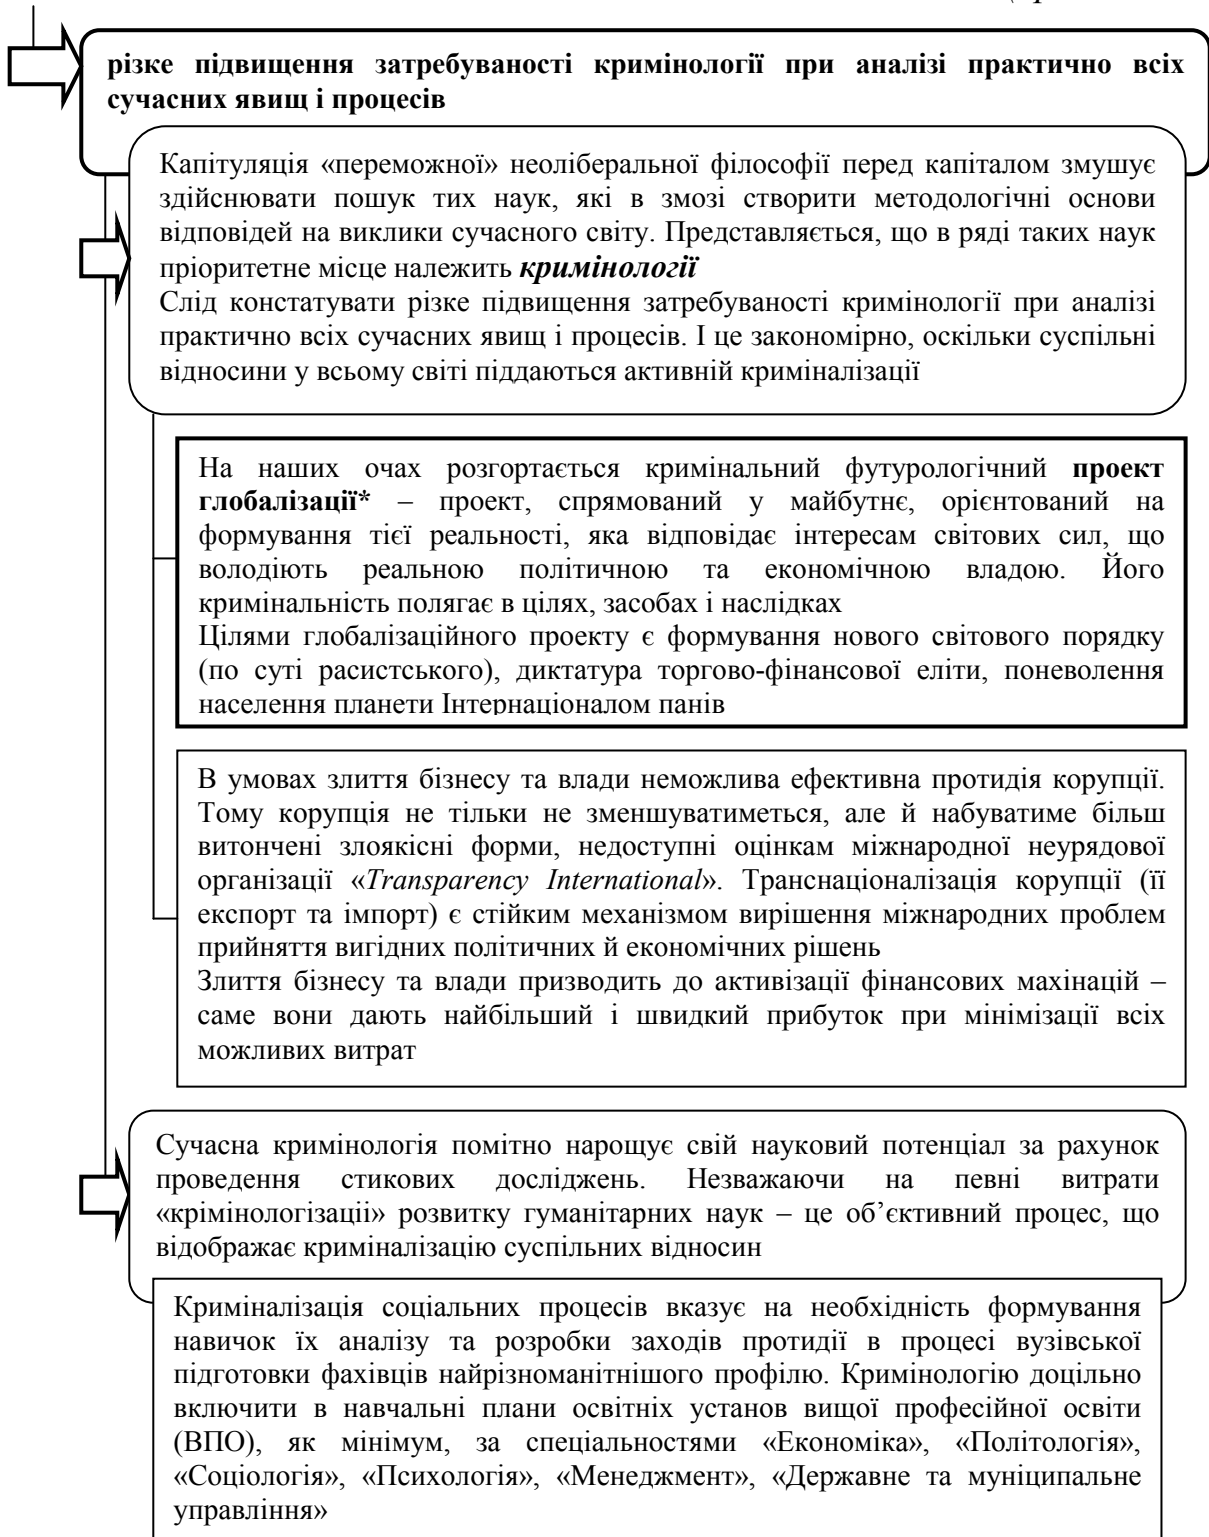 різке підвищення затребуваності кримінології при аналізі практично всіх
сучасних явищ і процесів
Капітуляція «переможної» неоліберальної філософії перед капіталом змушує
здійснювати пошук тих наук, які в змозі створити методологічні основи
відповідей на виклики сучасного світу. Представляється, що в ряді таких наук
пріоритетне місце належить кримінології
Слід констатувати різке підвищення затребуваності кримінології при аналізі
практично всіх сучасних явищ і процесів. І це закономірно, оскільки суспільні
відносини у всьому світі піддаються активній криміналізації
На наших очах розгортається кримінальний футурологічний проект
глобалізації* – проект, спрямований у майбутнє, орієнтований на
формування тієї реальності, яка відповідає інтересам світових сил, що
володіють реальною політичною та економічною владою. Його
кримінальність полягає в цілях, засобах і наслідках
Цілями глобалізаційного проекту є формування нового світового порядку
(по суті расистського), диктатура торгово-фінансової еліти, поневолення
населення планети Інтернаціоналом панів
В умовах злиття бізнесу та влади неможлива ефективна протидія корупції.
Тому корупція не тільки не зменшуватиметься, але й набуватиме більш
витончені злоякісні форми, недоступні оцінкам міжнародної неурядової
організації «Transparency International». Транснаціоналізація корупції (її
експорт та імпорт) є стійким механізмом вирішення міжнародних проблем
прийняття вигідних політичних й економічних рішень
Злиття бізнесу та влади призводить до активізації фінансових махінацій –
саме вони дають найбільший і швидкий прибуток при мінімізації всіх
можливих витрат
Сучасна кримінологія помітно нарощує свій науковий потенціал за рахунок
проведення стикових досліджень. Незважаючи на певні витрати
«крімінологізаціі» розвитку гуманітарних наук – це об’єктивний процес, що
відображає криміналізацію суспільних відносин
Криміналізація соціальних процесів вказує на необхідність формування
навичок їх аналізу та розробки заходів протидії в процесі вузівської
підготовки фахівців найрізноманітнішого профілю. Кримінологію доцільно
включити в навчальні плани освітніх установ вищої професійної освіти
(ВПО), як мінімум, за спеціальностями «Економіка», «Політологія»,
«Соціологія», «Психологія», «Менеджмент», «Державне та муніципальне
управління»